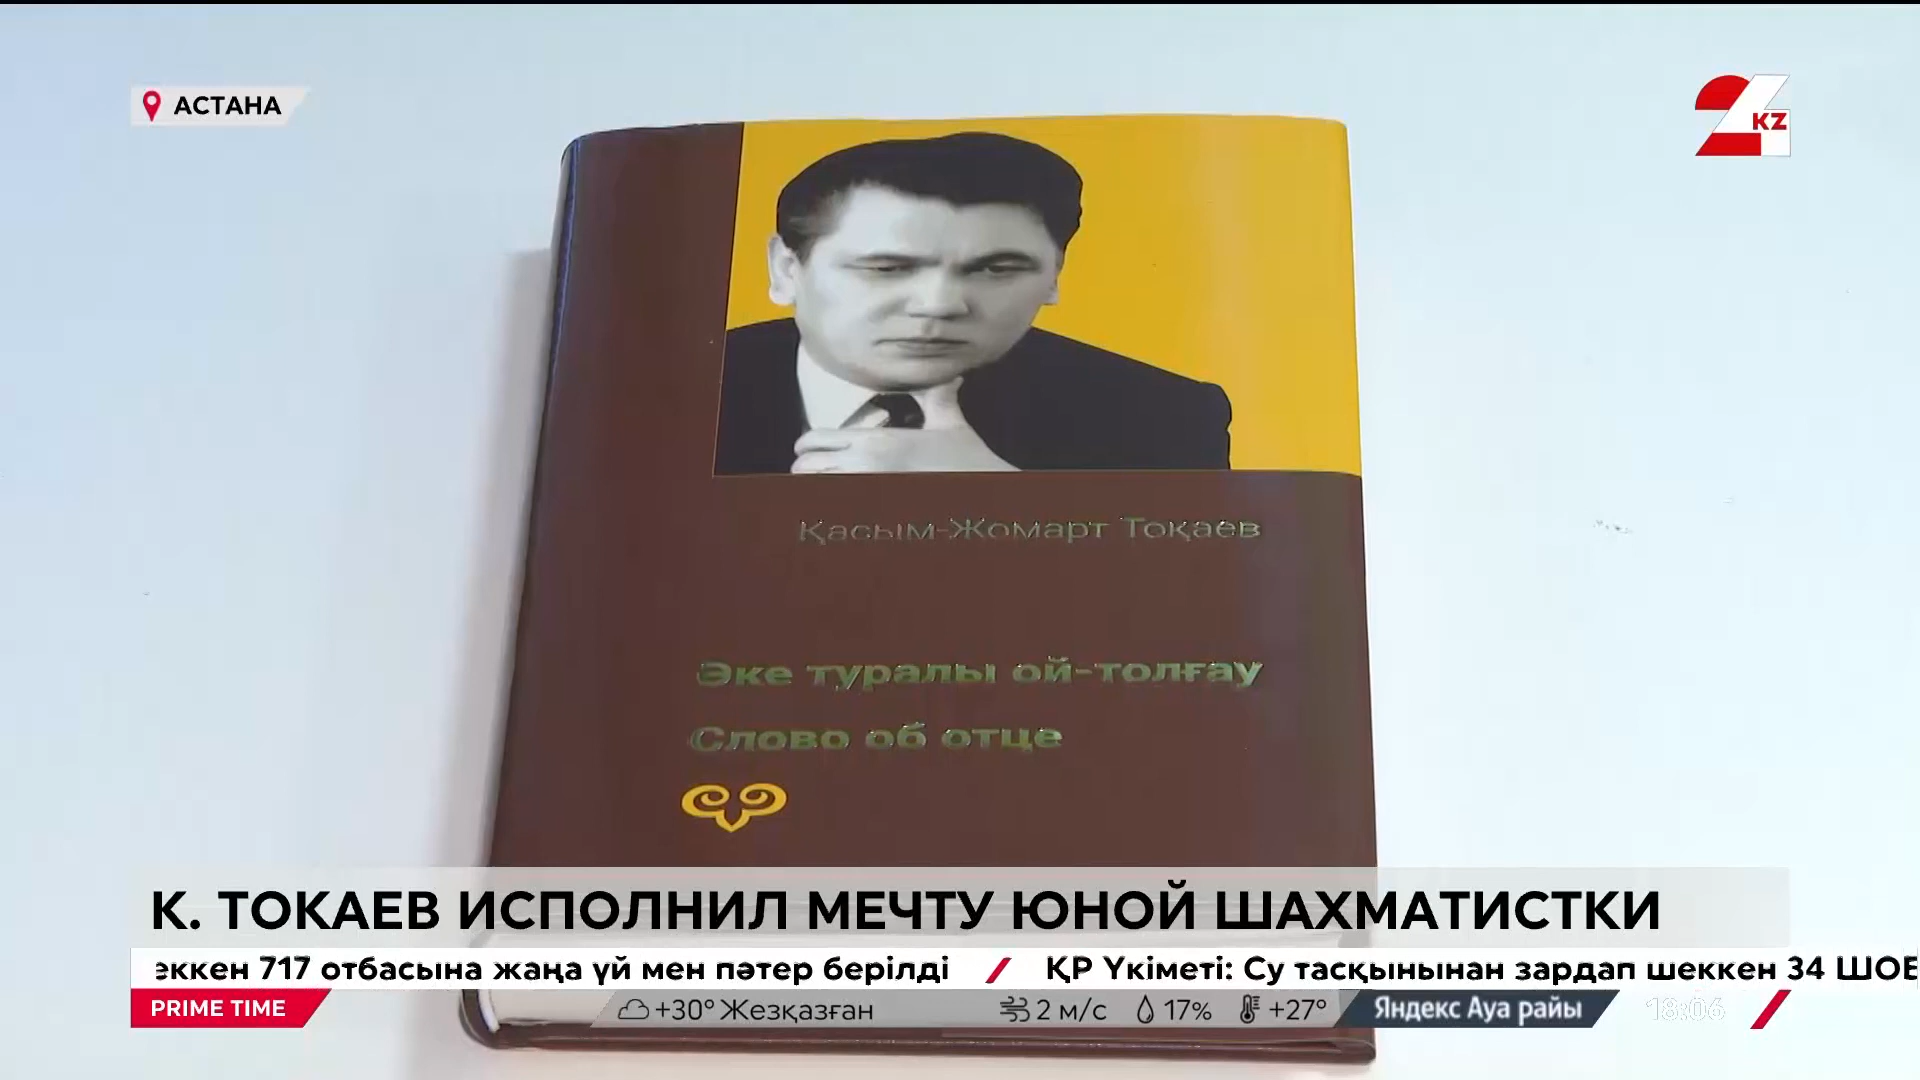 АСТАНА
24 KZ
Қасым-Жомарт Тоқаев
Әке туралы ой-толғау
Слово об отце
К. ТОКАЕВ ИСПОЛНИЛ МЕЧТУ ЮНОЙ ШАХМАТИСТКИ
еккен 717 отбасына жаңа үй мен пәтер берілді / ҚР Үкіметі: Су тасқынынан зардап шеккен 34 ШОБ
PRIME TIME
+30° Жезқазған 2 м/с 17% +27° Яндекс Ауа райы 18:06